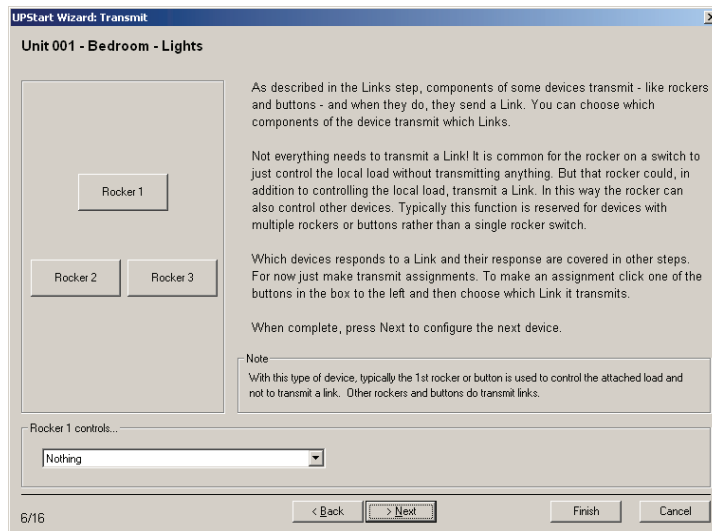 UPStart Wizard: Transmit
Unit 001 - Bedroom - Lights
Rocker 1
Rocker 2
Rocker 3
As described in the Links step, components of some devices transmit - like rockers
and buttons - and when they do, they send a Link. You can choose which
components of the device transmit which Links.
Not everything needs to transmit a Link! It is common for the rocker on a switch to
just control the local load without transmitting anything. But that rocker could, in
addition to controlling the local load, transmit a Link. In this way the rocker can
also control other devices. Typically this function is reserved for devices with
multiple rockers or buttons rather than a single rocker switch.
Which devices responds to a Link and their response are covered in other steps.
For now just make transmit assignments. To make an assignment click one of the
buttons in the box to the left and then choose which Link it transmits.
When complete, press Next to configure the next device.
Note
With this type of device, typically the 1st rocker or button is used to control the attached load and
not to transmit a link. Other rockers and buttons do transmit links.
Rocker 1 controls...
Nothing
6/16
< Back
> Next
Finish
Cancel